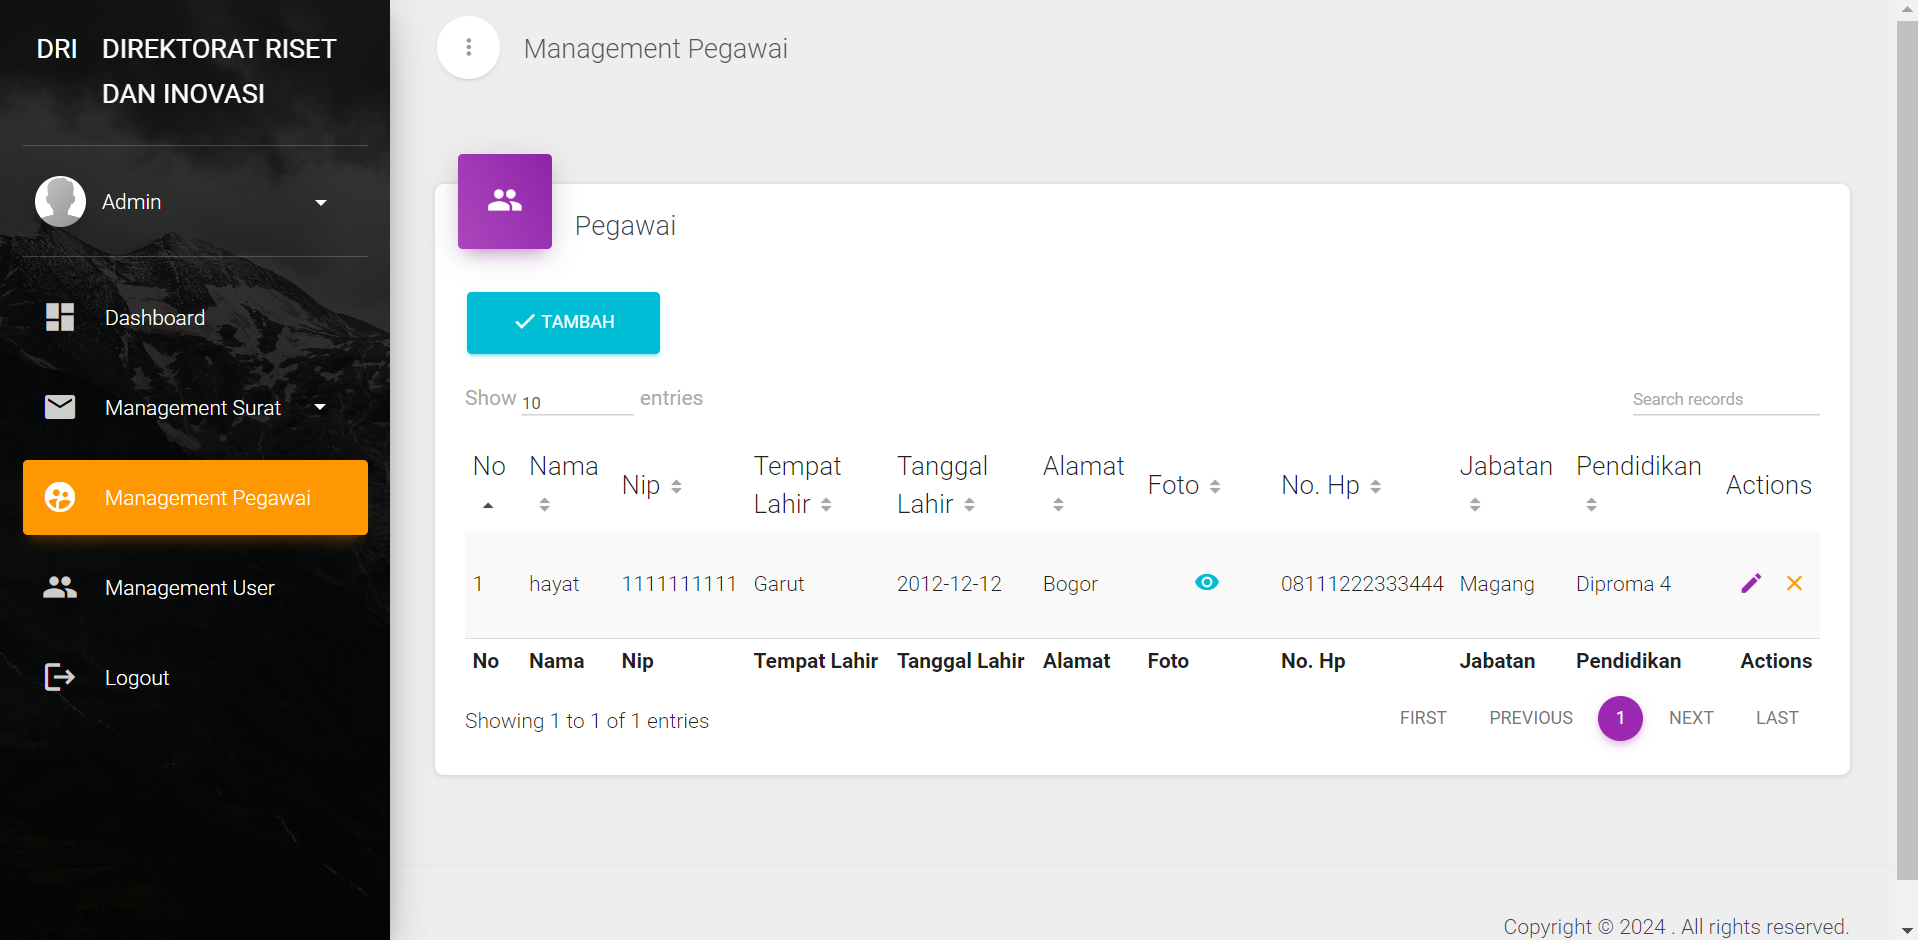 DRI DIREKTORAT RISET
DAN INOVASI
Admin
Dashboard
Management Surat
Management Pegawai
Management User
Logout
Management Pegawai
Pegawai
TAMBAH
Show 10 entries
Search records
No Nama Nip Tempat Lahir Tanggal Lahir Alamat Foto No. Hp Jabatan Pendidikan Actions
1 hayat 1111111111 Garut 2012-12-12 Bogor 08111222333444 Magang Diproma 4
No Nama Nip Tempat Lahir Tanggal Lahir Alamat Foto No. Hp Jabatan Pendidikan Actions
Showing 1 to 1 of 1 entries
FIRST PREVIOUS 1 NEXT LAST
Copyright © 2024 . All rights reserved.